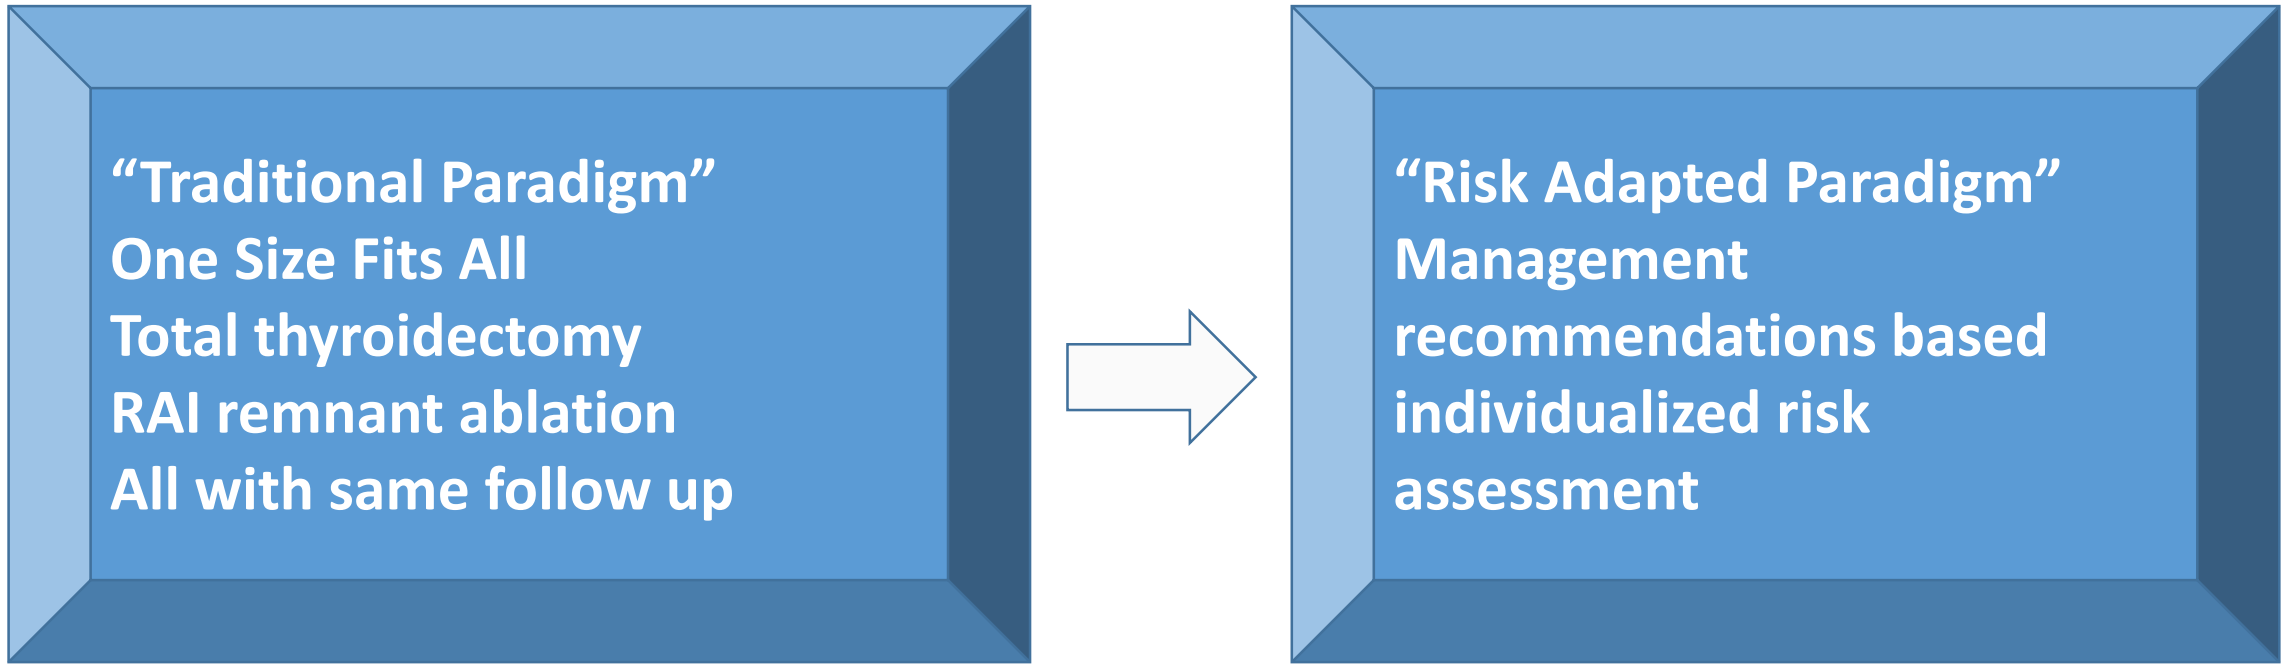 “Traditional Paradigm”
One Size Fits All
Total thyroidectomy
RAI remnant ablation
All with same follow up
“Risk Adapted Paradigm”
Management
recommendations based
individualized risk
assessment